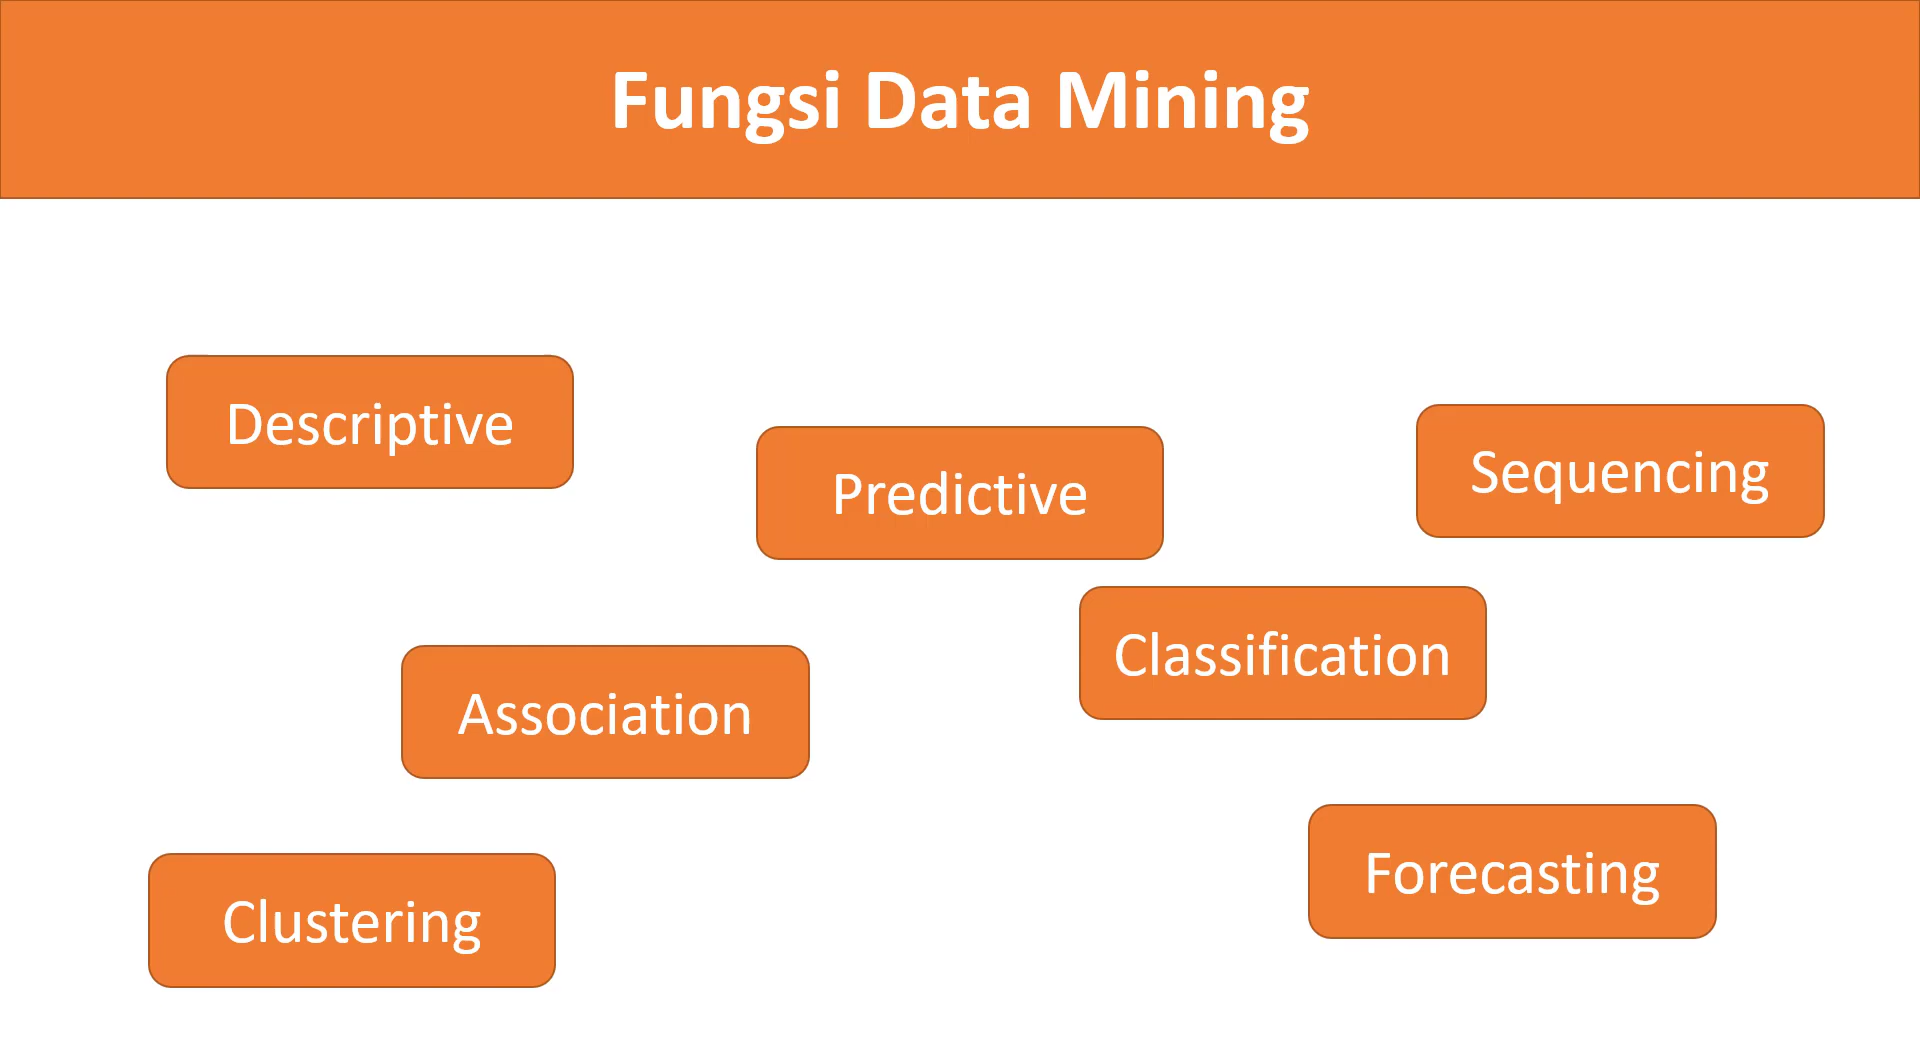 Fungsi Data Mining
Descriptive
Predictive
Sequencing
Classification
Association
Forecasting
Clustering